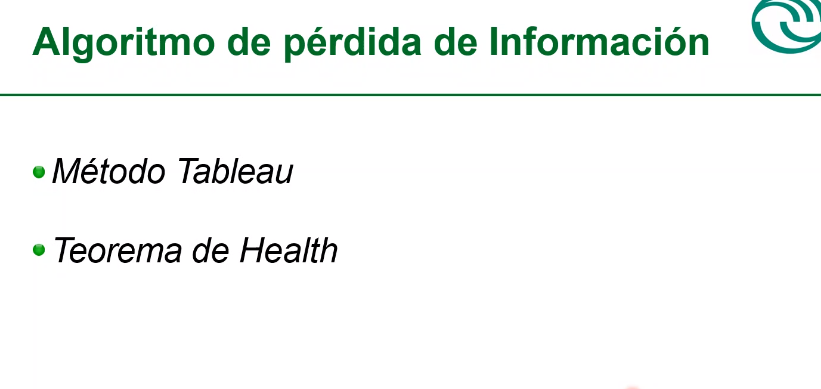 Algoritmo de pérdida de Información
Método Tableau
Teorema de Health